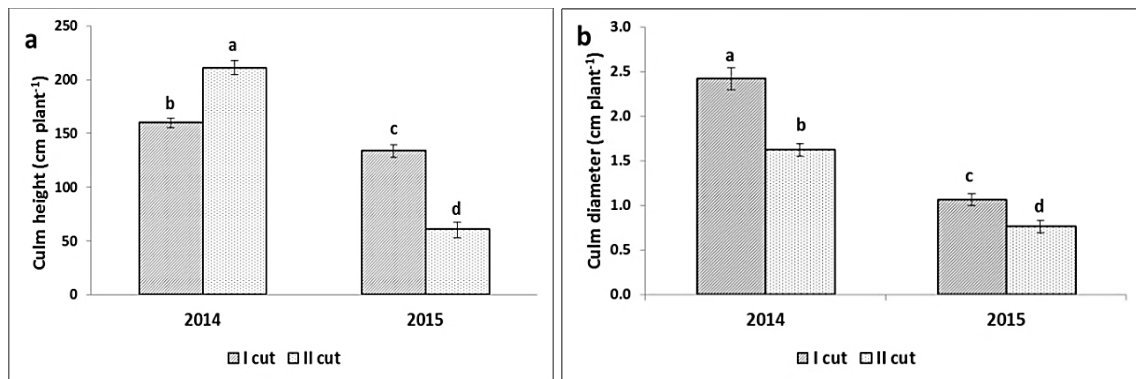 a
Culm height (cm plant⁻¹)
250
200
150
100
50
0
b
a
c
d
2014
2015
I cut
II cut
b
Culm diameter (cm plant⁻¹)
3.0
2.5
2.0
1.5
1.0
0.5
0.0
a
b
c
d
2014
2015
I cut
II cut